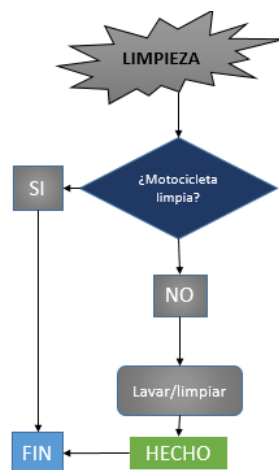 LIMPIEZA
¿Motocicleta
limpia?
SI
NO
Lavar/limpiar
FIN
HECHO